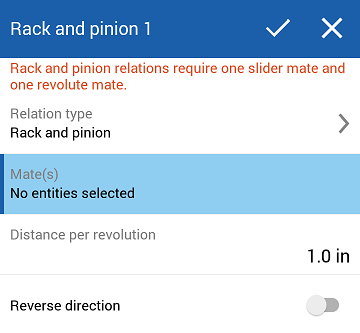 Rack and pinion 1
Rack and pinion relations require one slider mate and
one revolute mate.
Relation type
Rack and pinion
Mate(s)
No entities selected
Distance per revolution
1.0 in
Reverse direction